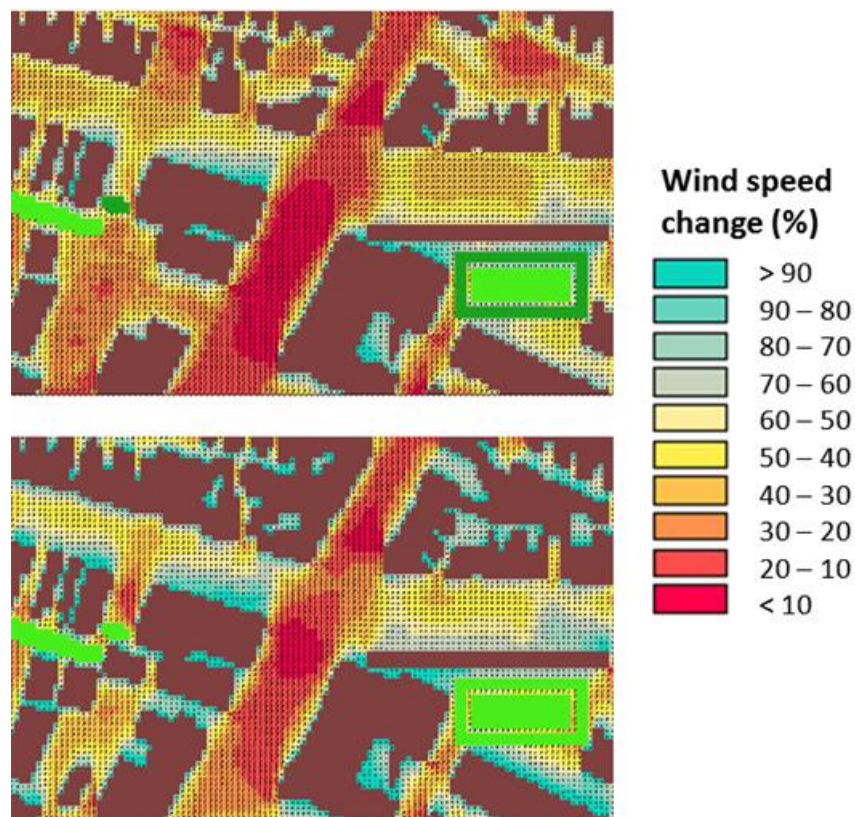 Wind speed
change (%)
> 90
90 – 80
80 – 70
70 – 60
60 – 50
50 – 40
40 – 30
30 – 20
20 – 10
< 10